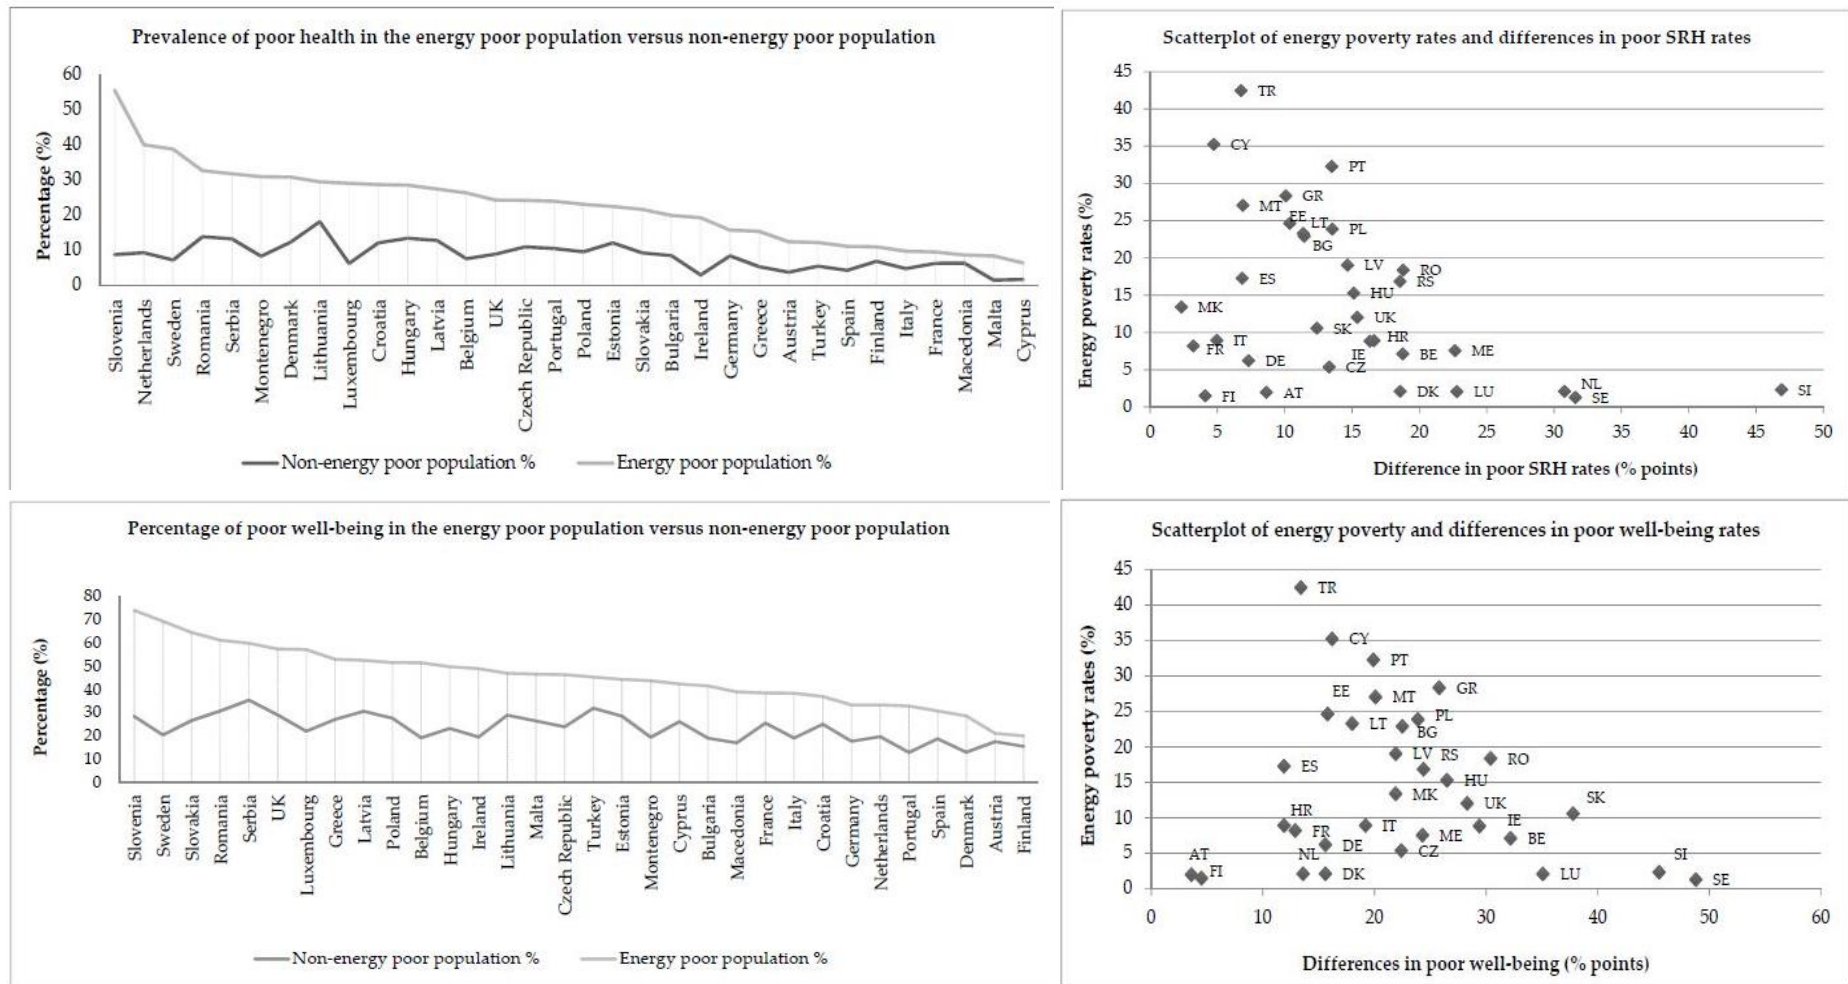 Prevalence of poor health in the energy poor population versus non-energy poor population
Percentage (%)
60
50
40
30
20
10
0
Slovenia
Netherlands
Sweden
Romania
Serbia
Montenegro
Denmark
Lithuania
Luxembourg
Croatia
Hungary
Latvia
Belgium
UK
Czech Republic
Portugal
Poland
Estonia
Slovakia
Bulgaria
Ireland
Germany
Greece
Austria
Turkey
Spain
Finland
Italy
France
Macedonia
Malta
Cyprus
Non-energy poor population %
Energy poor population %
Scatterplot of energy poverty rates and differences in poor SRH rates
Energy poverty rates (%)
45
40
35
30
25
20
15
10
5
0
TR
CY
PT
GR
MT
EE
LT
PL
BG
LV
RO
ES
RS
HU
MK
UK
SK
IT
HR
FR
IE
BE
ME
DE
CZ
FI
AT
DK
LU
NL
SE
SI
0 5 10 15 20 25 30 35 40 45 50
Difference in poor SRH rates (% points)
Percentage of poor well-being in the energy poor population versus non-energy poor population
Percentage (%)
80
70
60
50
40
30
20
10
0
Slovenia
Sweden
Slovakia
Romania
Serbia
UK
Luxembourg
Greece
Latvia
Poland
Belgium
Hungary
Ireland
Lithuania
Malta
Czech Republic
Turkey
Estonia
Montenegro
Cyprus
Bulgaria
Macedonia
France
Italy
Croatia
Germany
Netherlands
Portugal
Spain
Denmark
Austria
Finland
Non-energy poor population %
Energy poor population %
Scatterplot of energy poverty and differences in poor well-being rates
Energy poverty rates (%)
45
40
35
30
25
20
15
10
5
0
TR
CY
PT
EE
MT
GR
LT
PL
BG
LV
RS
RO
ES
HU
MK
UK
SK
HR
FR
IT
IE
ME
BE
DE
CZ
AT
FI
NL
DK
LU
SI
SE
0 10 20 30 40 50 60
Differences in poor well-being (% points)